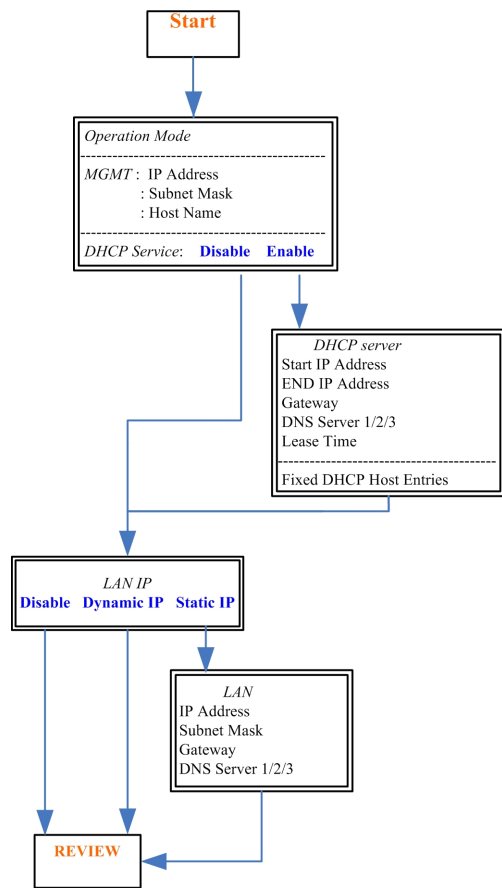 Start
Operation Mode
MGMT : IP Address
: Subnet Mask
: Host Name
DHCP Service: Disable Enable
DHCP server
Start IP Address
END IP Address
Gateway
DNS Server 1/2/3
Lease Time
Fixed DHCP Host Entries
LAN IP
Disable Dynamic IP Static IP
LAN
IP Address
Subnet Mask
Gateway
DNS Server 1/2/3
REVIEW